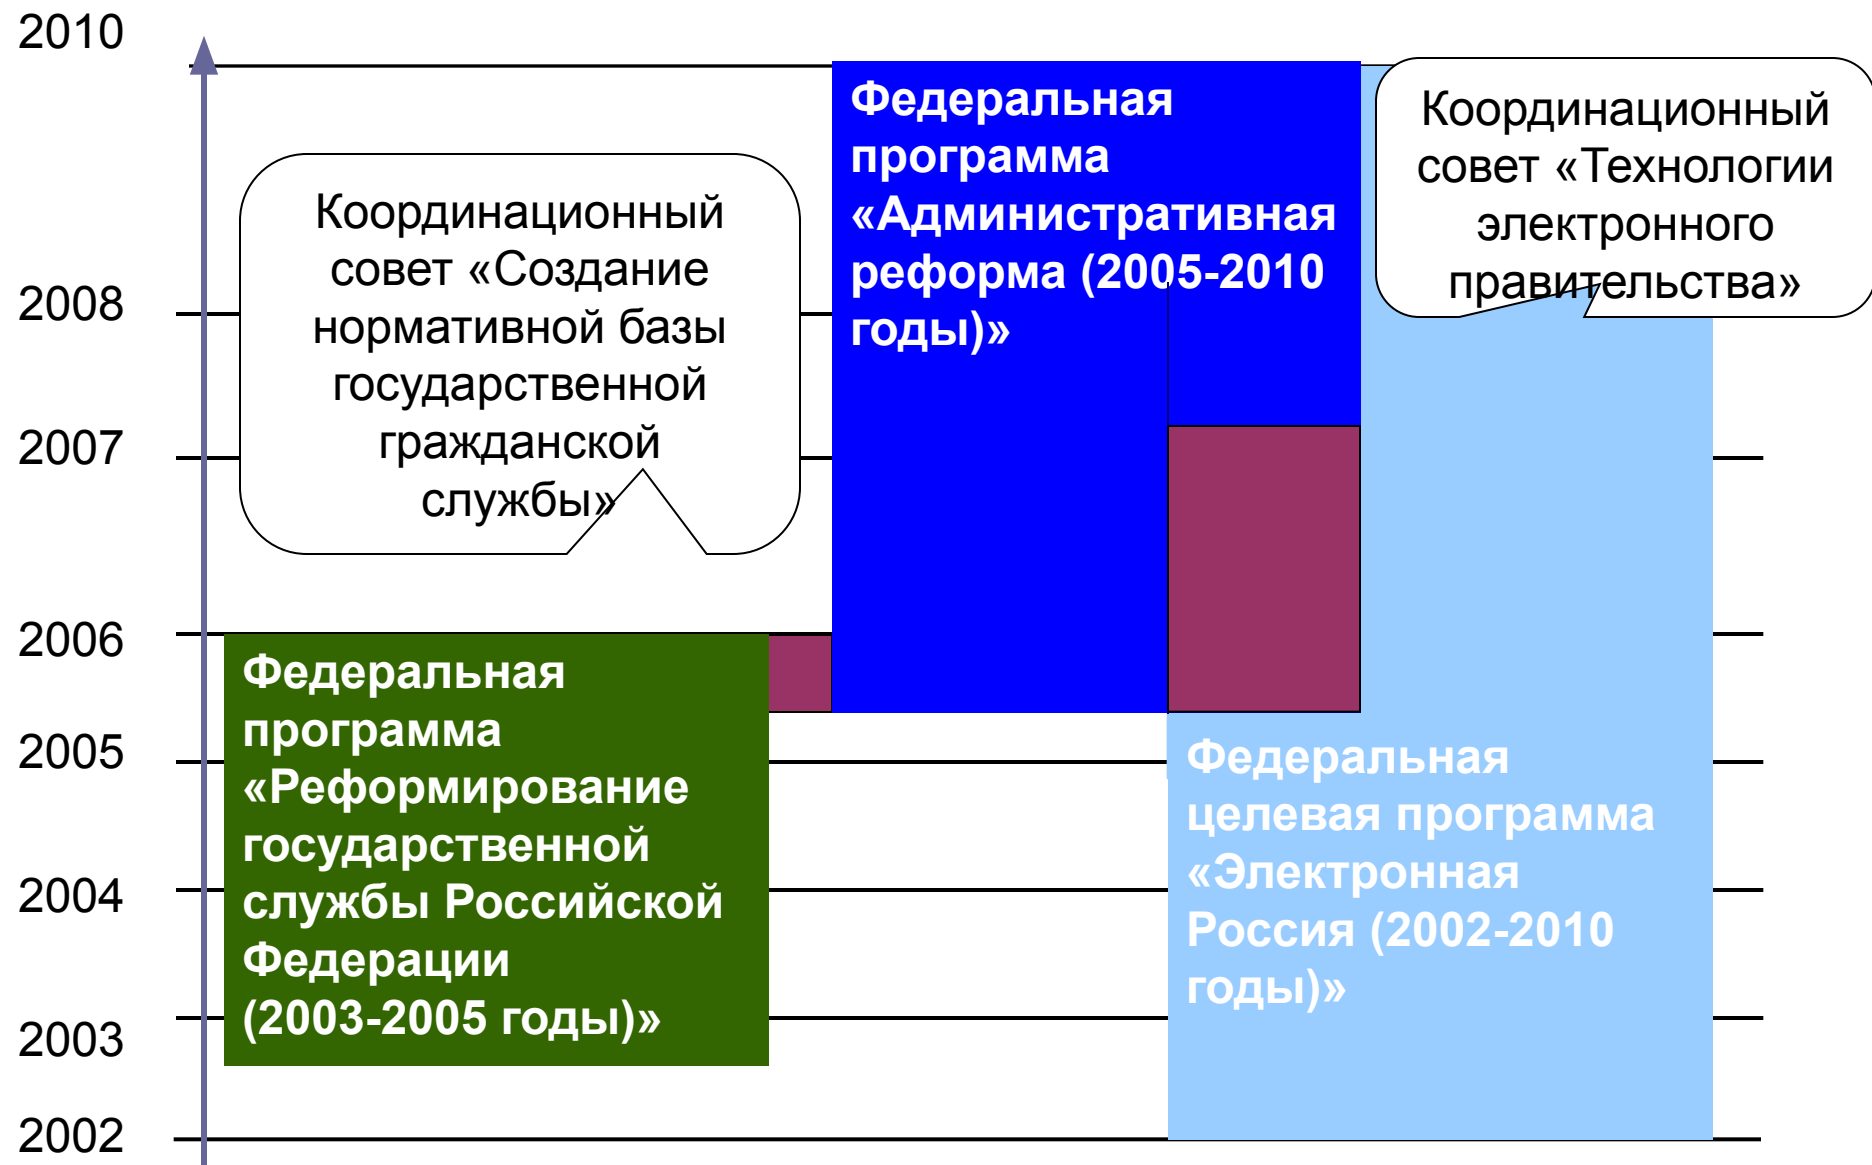 2010
2008
2007
2006
2005
2004
2003
2002
Координационный
совет «Создание
нормативной базы
государственной
гражданской
службы»
Федеральная
программа
«Административная
реформа (2005-2010
годы)»
Координационный
совет «Технологии
электронного
правительства»
Федеральная
программа
«Реформирование
государственной
службы Российской
Федерации
(2003-2005 годы)»
Федеральная
целевая программа
«Электронная
Россия (2002-2010
годы)»